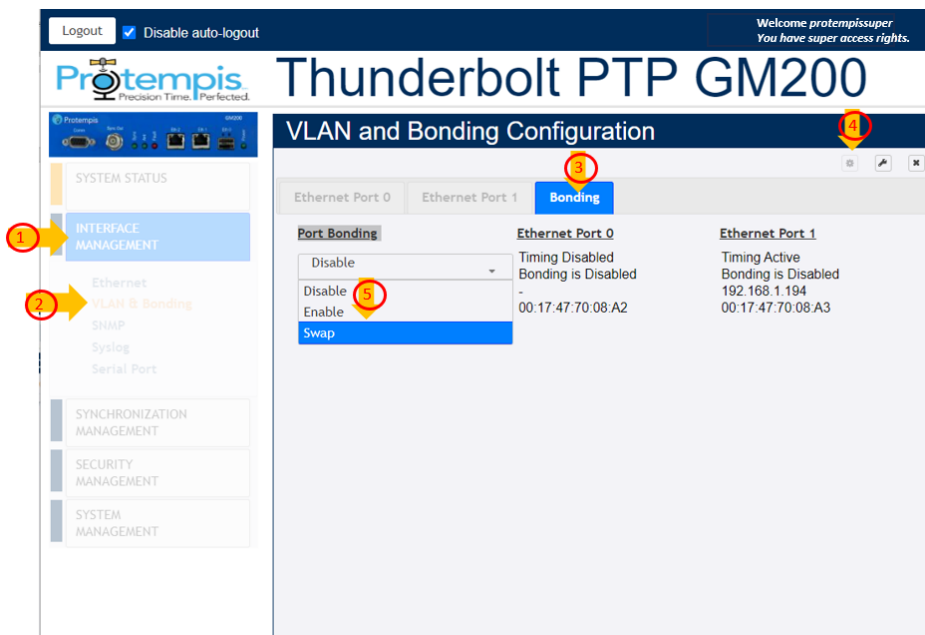 Logout
Disable auto-logout
Welcome protempissuper
You have super access rights.
Protempis
Precision Time. Perfected.
Thunderbolt PTP GM200
Protempis
GM200
VLAN and Bonding Configuration
4
SYSTEM STATUS
3
Ethernet Port 0
Ethernet Port 1
Bonding
1
INTERFACE
MANAGEMENT
Port Bonding
Ethernet Port 0
Ethernet Port 1
Disable
Timing Disabled
Timing Active
Bonding is Disabled
Bonding is Disabled
Ethernet
Disable
5
-
192.168.1.194
2
VLAN & Bonding
Enable
00:17:47:70:08:A2
00:17:47:70:08:A3
SNMP
Swap
Syslog
Serial Port
SYNCHRONIZATION
MANAGEMENT
SECURITY
MANAGEMENT
SYSTEM
MANAGEMENT